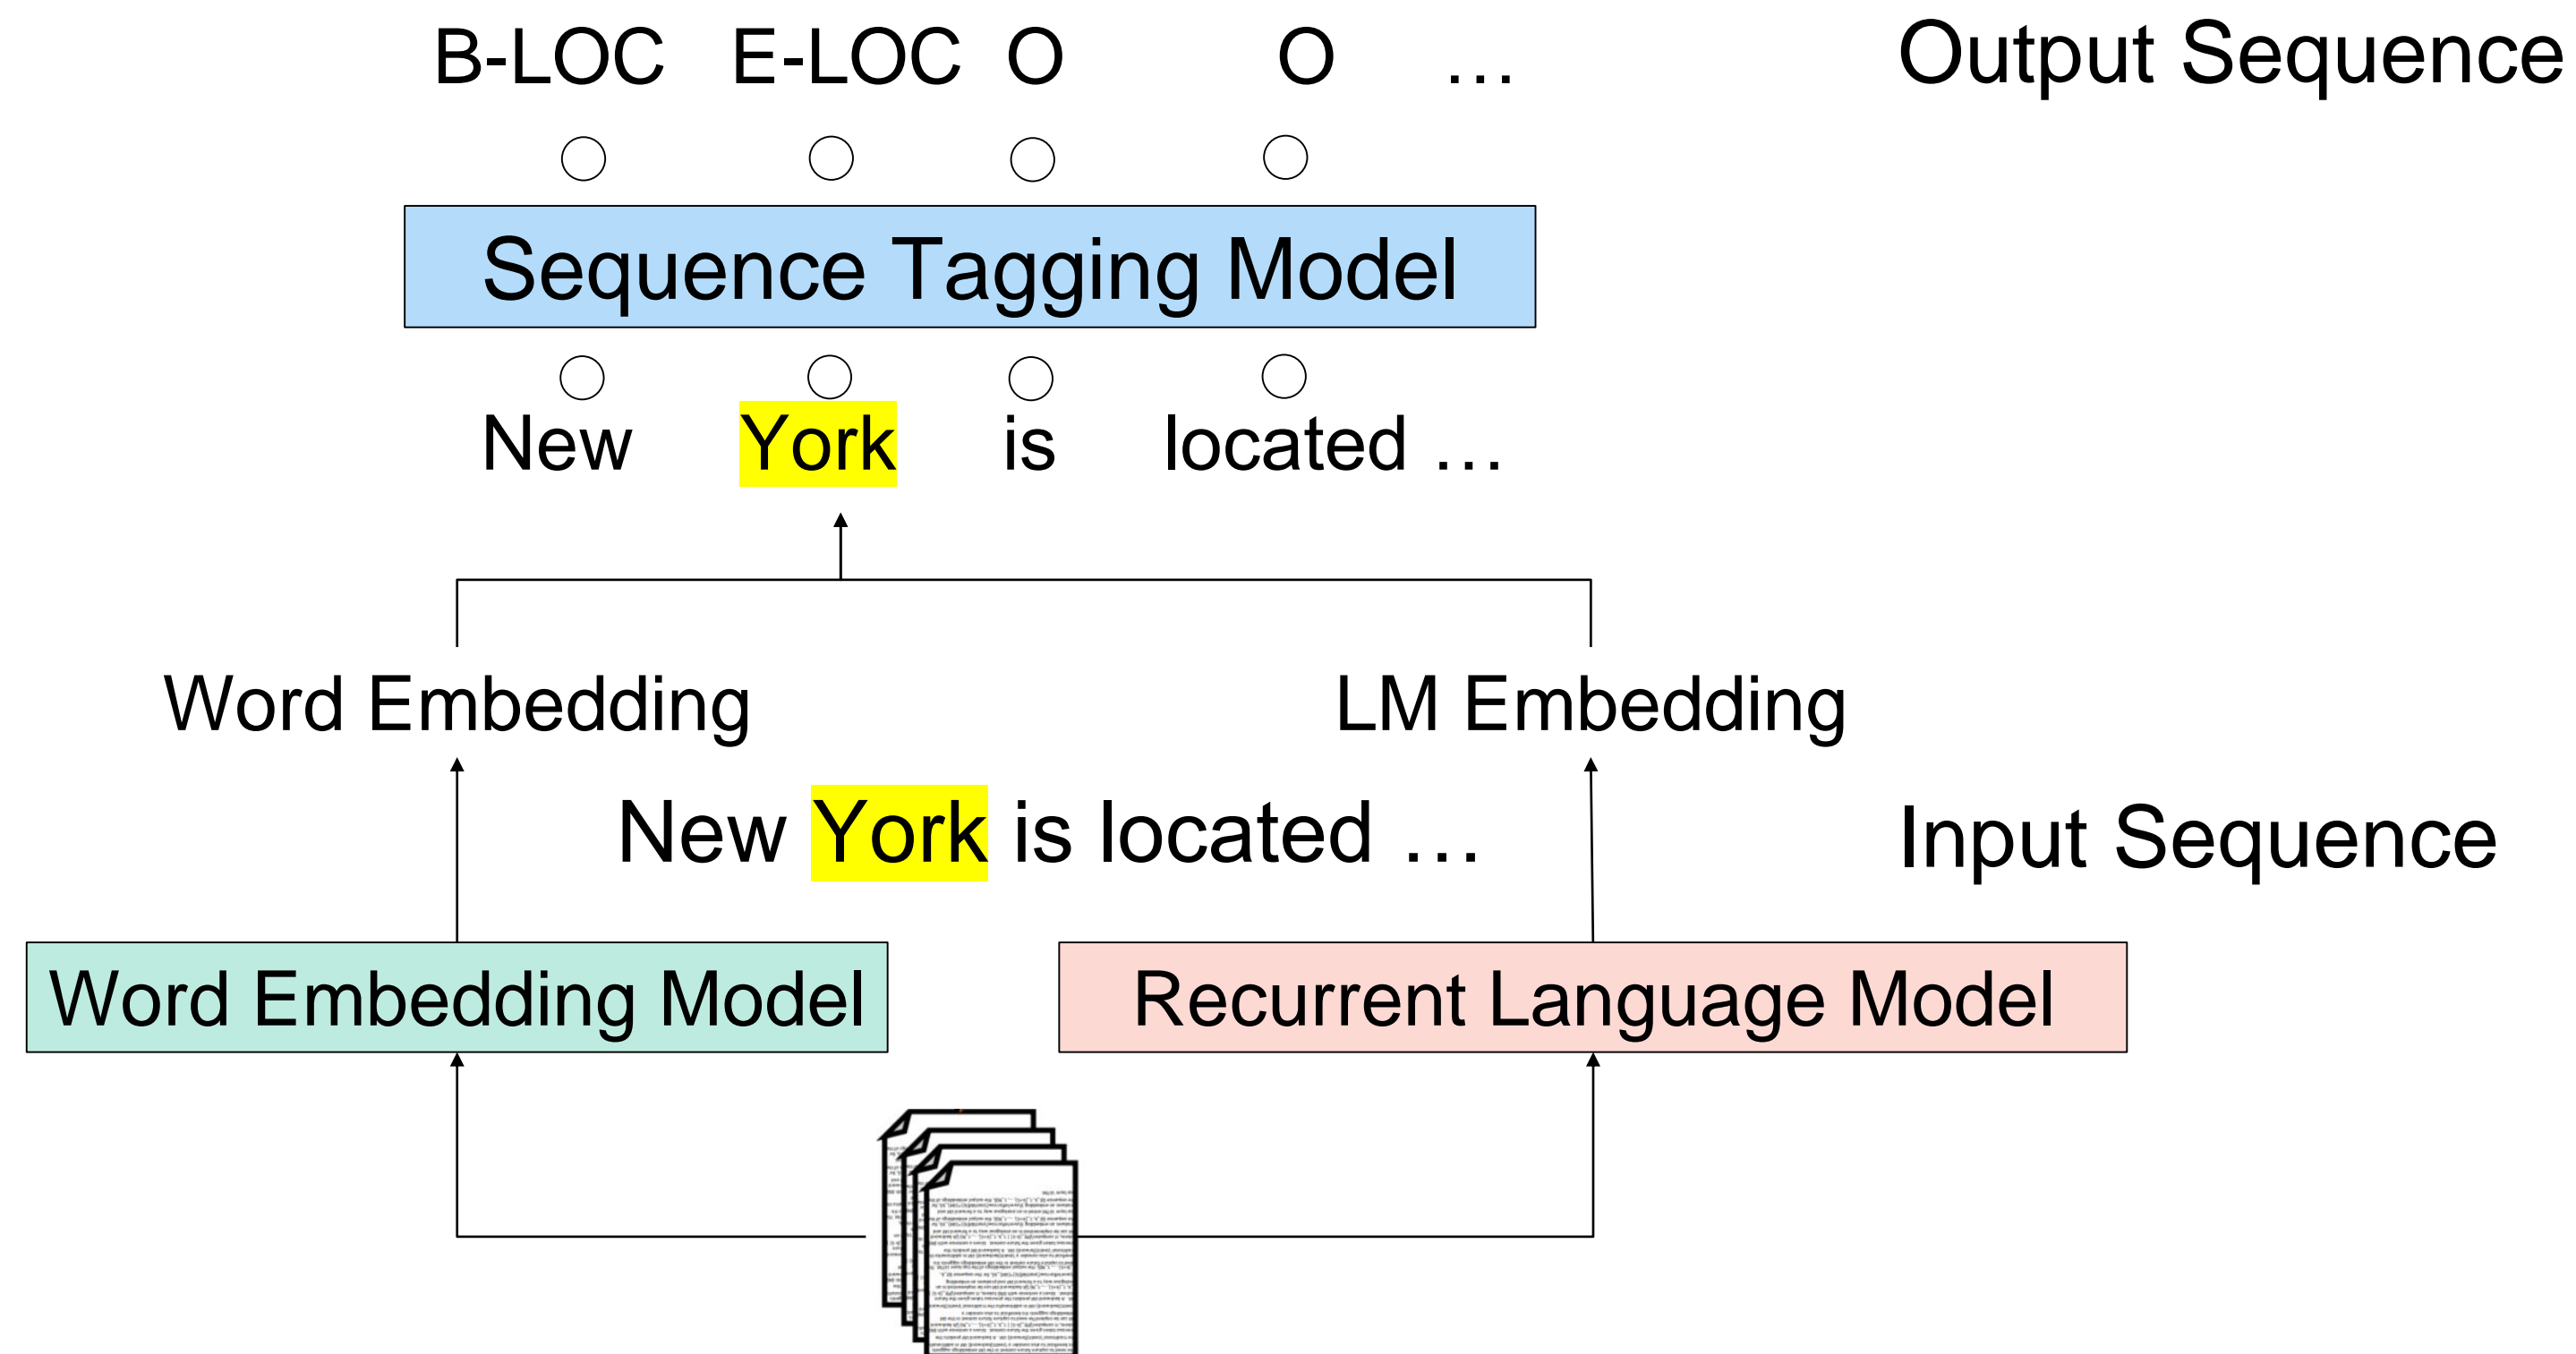 B-LOC E-LOC O O … Output Sequence
Sequence Tagging Model
New York is located …
Word Embedding LM Embedding
New York is located … Input Sequence
Word Embedding Model Recurrent Language Model